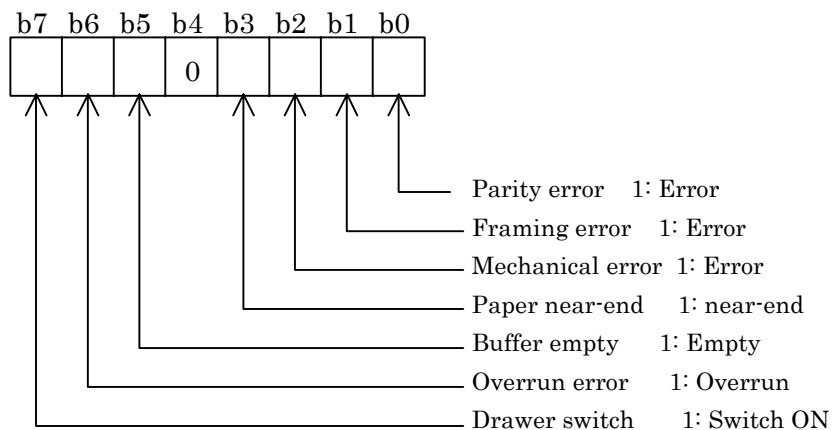 b7 b6 b5 b4 b3 b2 b1 b0
0
Parity error 1: Error
Framing error 1: Error
Mechanical error 1: Error
Paper near-end 1: near-end
Buffer empty 1: Empty
Overrun error 1: Overrun
Drawer switch 1: Switch ON